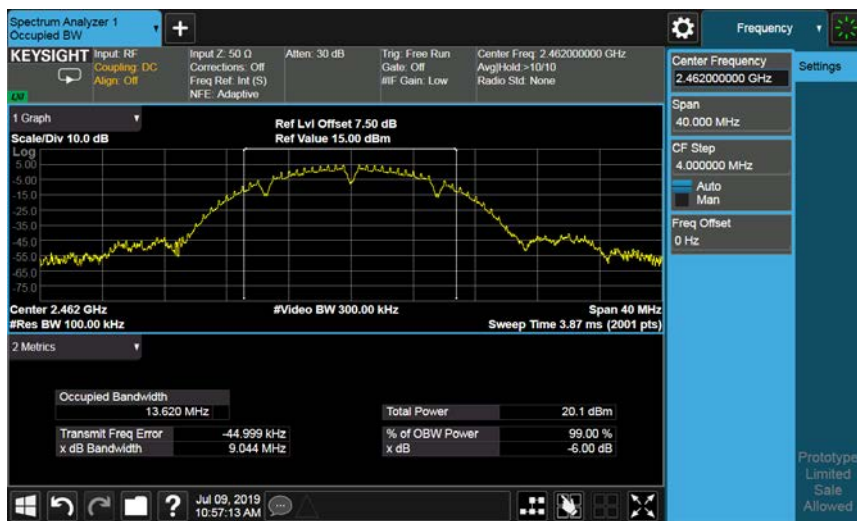 Spectrum Analyzer 1
Occupied BW
Frequency
KEYSIGHT
Input: RF
Coupling: DC
Align: Off
Input Z: 50 Ω
Corrections: Off
Freq Ref: Int (S)
NFE: Adaptive
Atten: 30 dB
Trig: Free Run
Gate: Off
#IF Gain: Low
Center Freq: 2.462000000 GHz
Avg|Hold:>10/10
Radio Std: None
LXI
Center Frequency
2.462000000 GHz
Settings
Span
40.000 MHz
CF Step
4.000000 MHz
Auto
Man
Freq Offset
0 Hz
1 Graph
Scale/Div 10.0 dB
Ref Lvl Offset 7.50 dB
Ref Value 15.00 dBm
Log
5.00
-5.00
-15.0
-25.0
-35.0
-45.0
-55.0
-65.0
-75.0
Center 2.462 GHz
#Video BW 300.00 kHz
Span 40 MHz
#Res BW 100.00 kHz
Sweep Time 3.87 ms (2001 pts)
2 Metrics
Occupied Bandwidth
13.620 MHz
Total Power 20.1 dBm
Transmit Freq Error -44.999 kHz
% of OBW Power 99.00 %
x dB Bandwidth 9.044 MHz
x dB -6.00 dB
Prototype
Limited
Sale
Allowed
?
Jul 09, 2019
10:57:13 AM